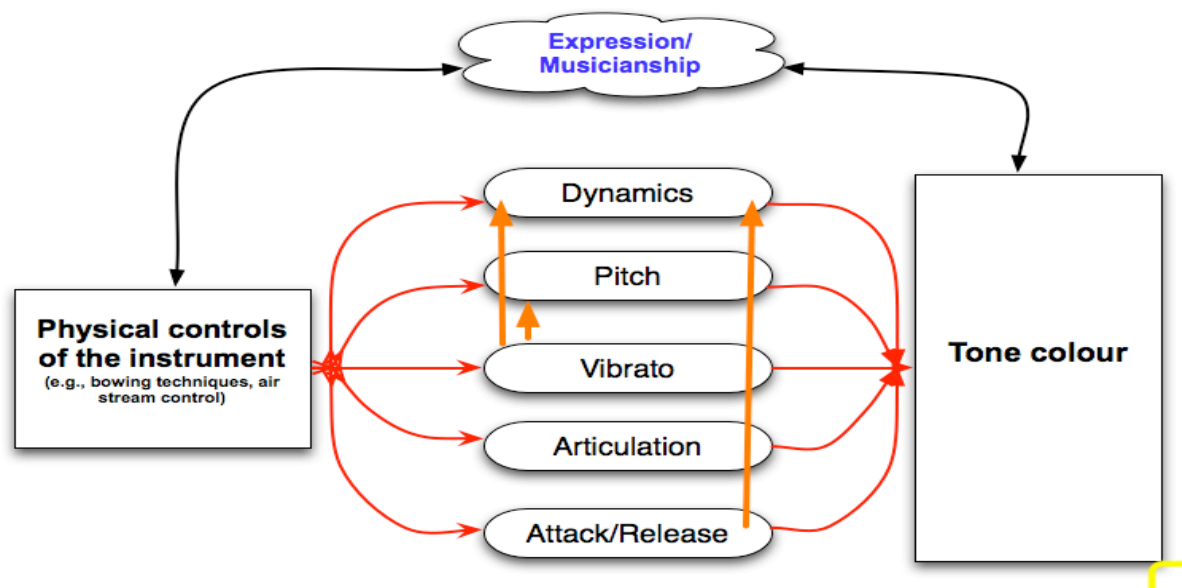 Expression/
Musicianship
Dynamics
Pitch
Physical controls
of the instrument
(e.g., bowing techniques, air
stream control)
Vibrato
Tone colour
Articulation
Attack/Release